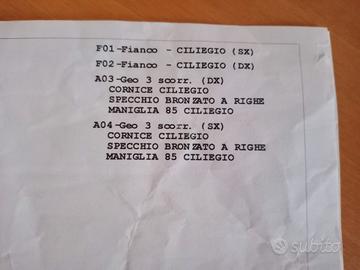 F01-Fianco - CILIEGIO (SX)
F02-Fianco - CILIEGIO (DX)
A03-Geo 3 scorr. (DX)
CORNICE CILIEGIO
SPECCHIO BRONZATO A RIGHE
MANIGLIA 85 CILIEGIO
A04-Geo 3 scorr. (SX)
CORNICE CILIEGIO
SPECCHIO BRONZATO A RIGHE
MANIGLIA 85 CILIEGIO
subito